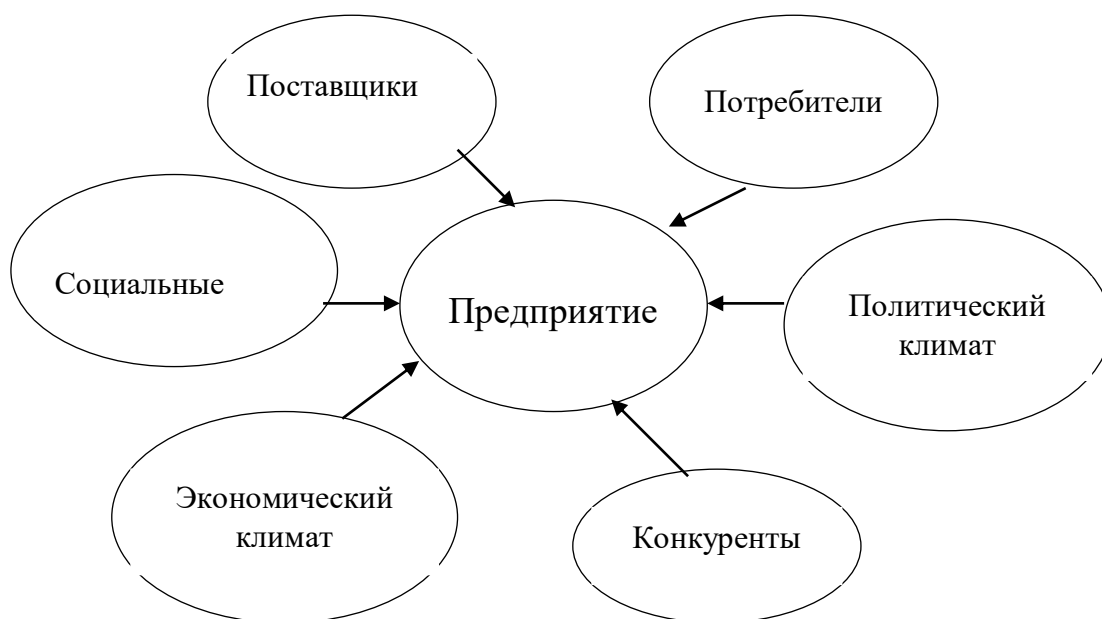 Поставщики
Потребители
Социальные
Предприятие
Политический
климат
Экономический
климат
Конкуренты